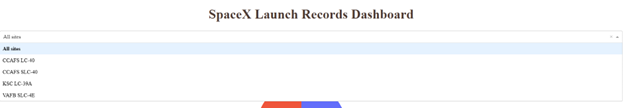 SpaceX Launch Records Dashboard
All sites
All sites
CCAFS LC-40
CCAFS SLC-40
KSC LC-39A
VAFB SLC-4E